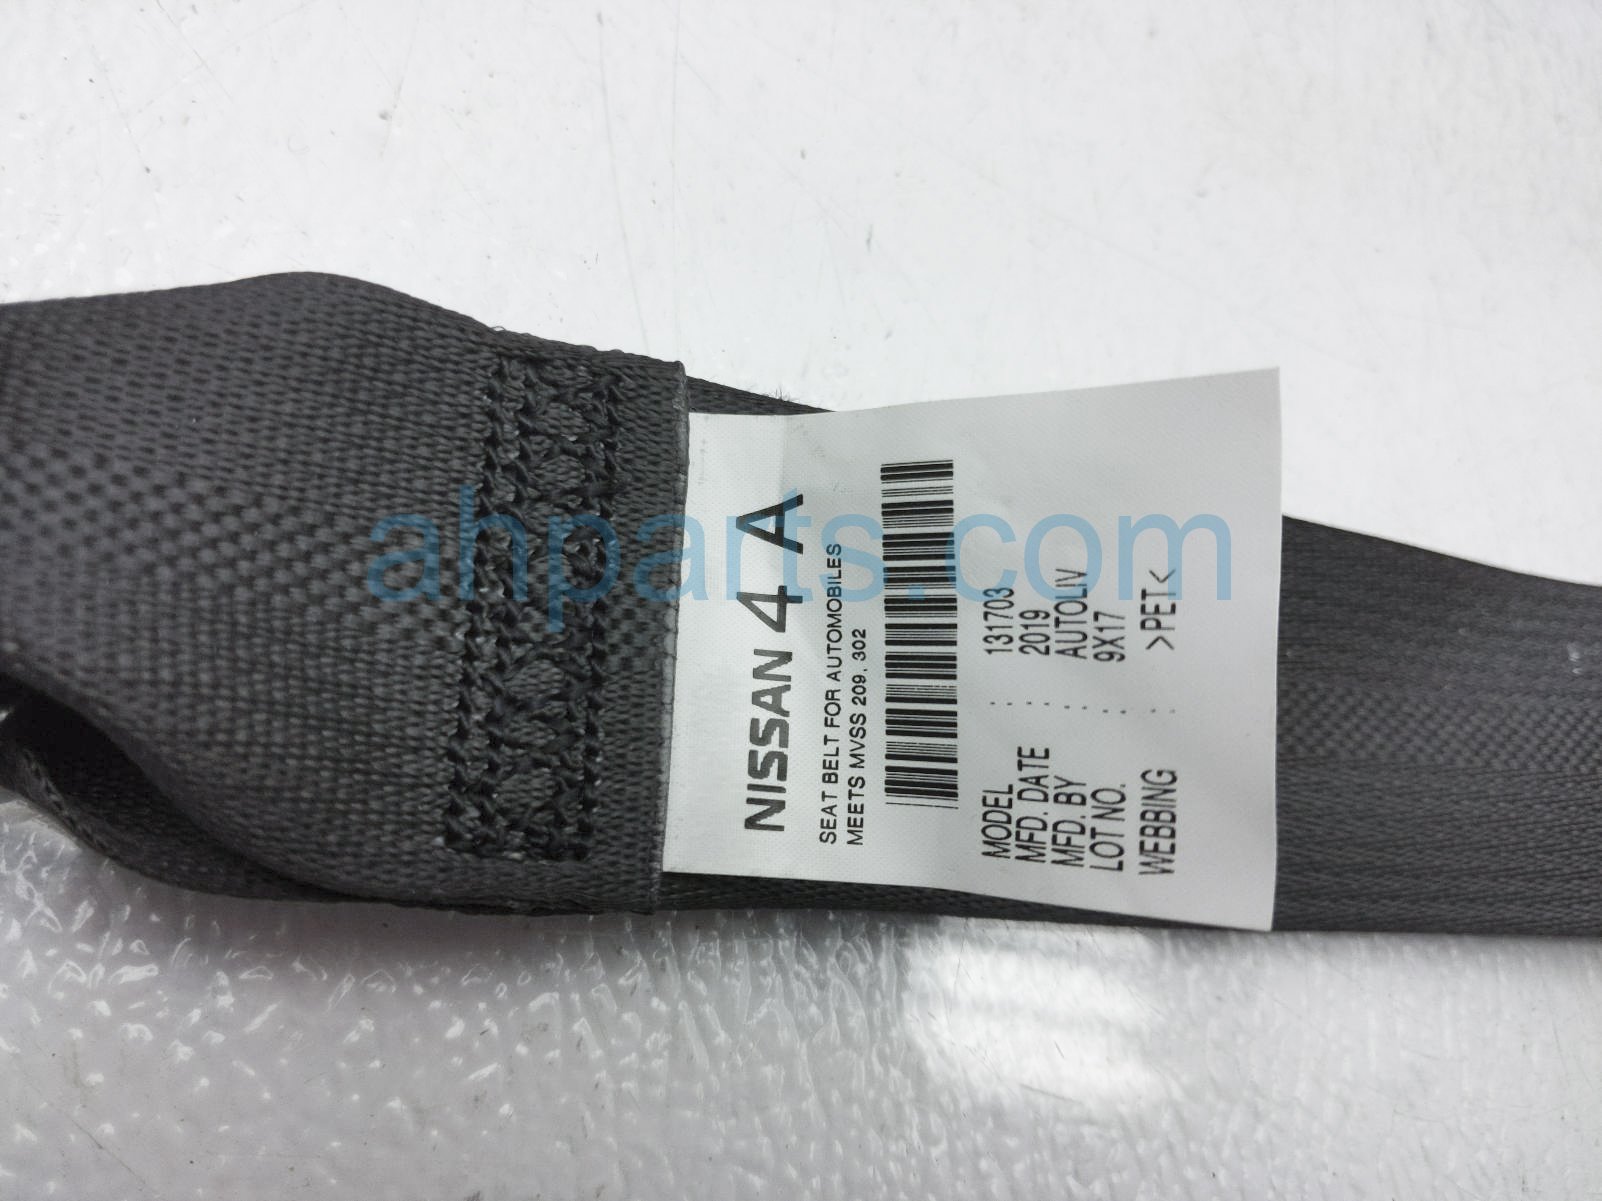 NISSAN 4 A
SEAT BELT FOR AUTOMOBILES
MEETS MVSS 209, 302
MODEL : 131703
MFD. DATE : 2019
MFD. BY : AUTOLIV
LOT NO. : 9X17
WEBBING : >PET<
ahparts.com